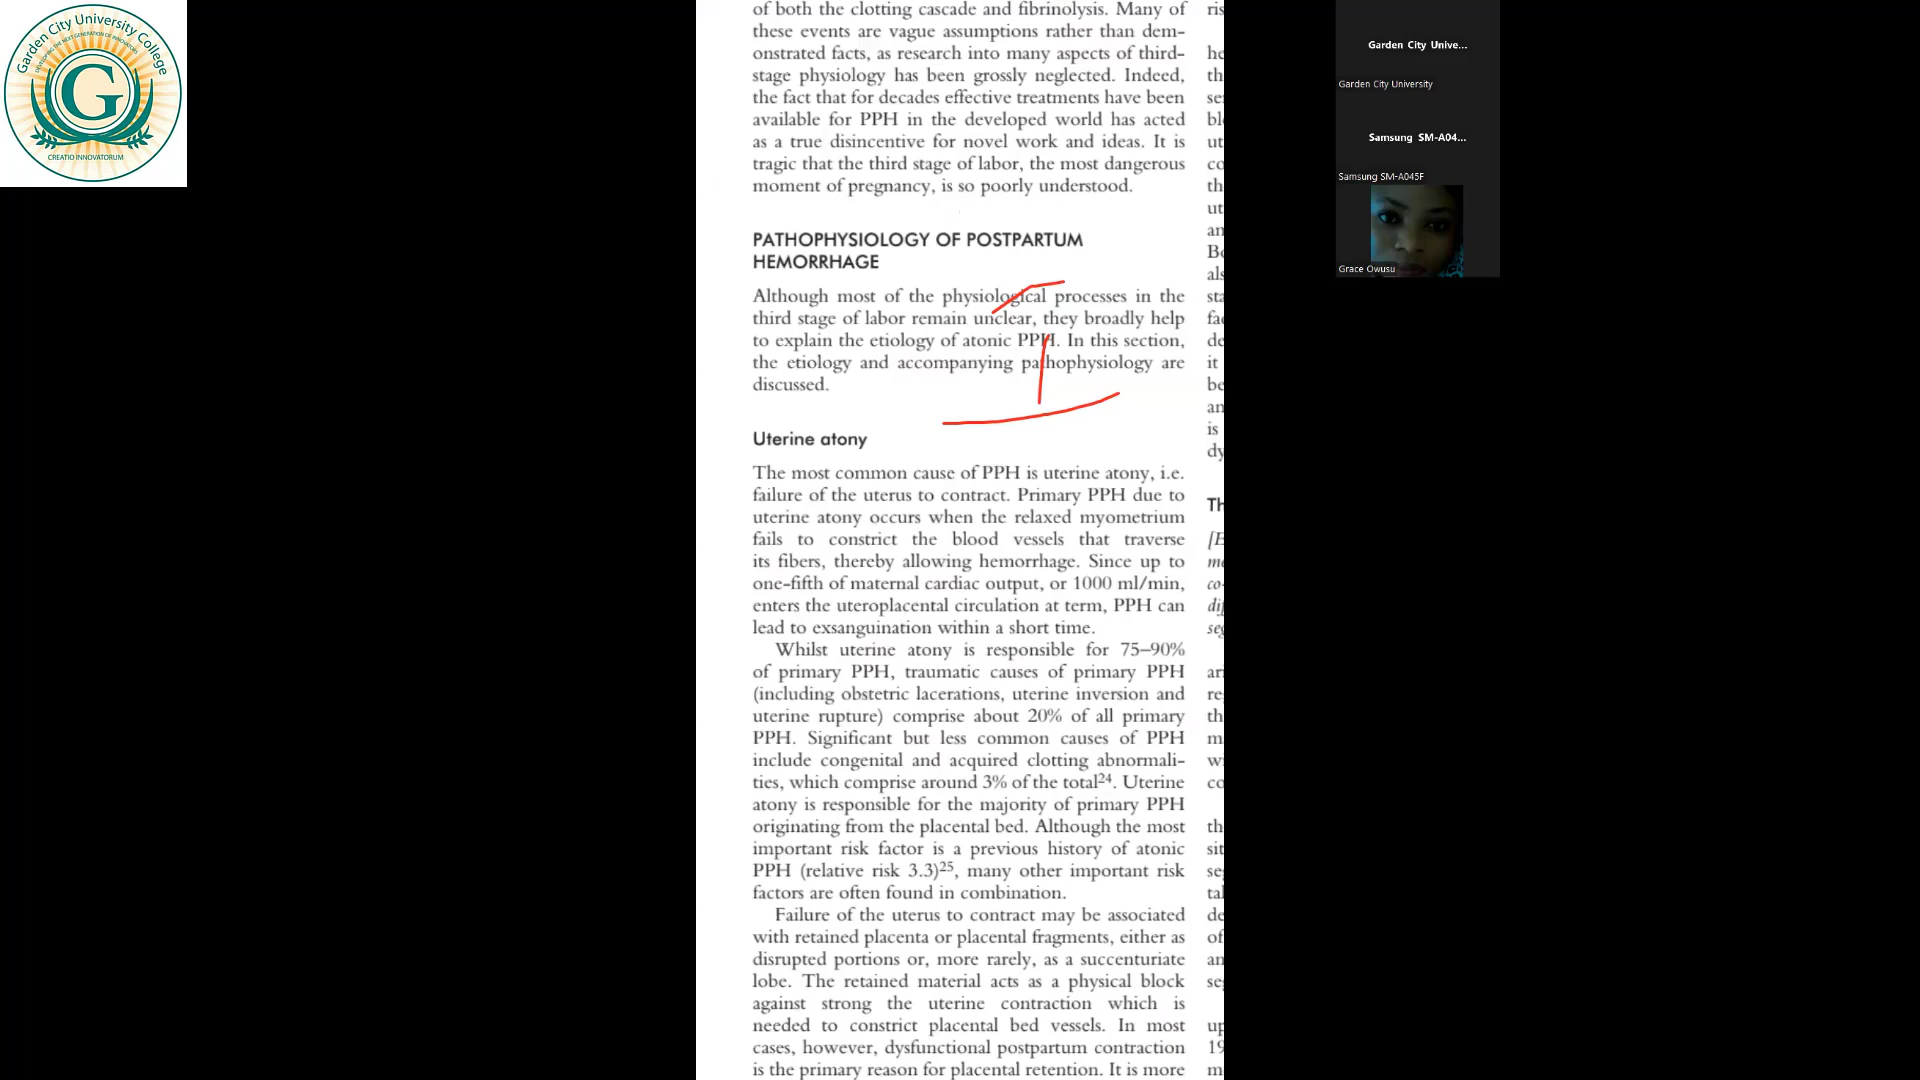 Garden City University College
DEVELOPING THE NEXT GENERATION OF INNOVATORS
G
CREATIO INNOVATORUM
of both the clotting cascade and fibrinolysis. Many of
these events are vague assumptions rather than dem-
onstrated facts, as research into many aspects of third-
stage physiology has been grossly neglected. Indeed,
the fact that for decades effective treatments have been
available for PPH in the developed world has acted
as a true disincentive for novel work and ideas. It is
tragic that the third stage of labor, the most dangerous
moment of pregnancy, is so poorly understood.
PATHOPHYSIOLOGY OF POSTPARTUM
HEMORRHAGE
Although most of the physiological processes in the
third stage of labor remain unclear, they broadly help
to explain the etiology of atonic PPH. In this section,
the etiology and accompanying pathophysiology are
discussed.
Uterine atony
The most common cause of PPH is uterine atony, i.e.
failure of the uterus to contract. Primary PPH due to
uterine atony occurs when the relaxed myometrium
fails to constrict the blood vessels that traverse
its fibers, thereby allowing hemorrhage. Since up to
one-fifth of maternal cardiac output, or 1000 ml/min,
enters the uteroplacental circulation at term, PPH can
lead to exsanguination within a short time.
Whilst uterine atony is responsible for 75–90%
of primary PPH, traumatic causes of primary PPH
(including obstetric lacerations, uterine inversion and
uterine rupture) comprise about 20% of all primary
PPH. Significant but less common causes of PPH
include congenital and acquired clotting abnormali-
ties, which comprise around 3% of the total24. Uterine
atony is responsible for the majority of primary PPH
originating from the placental bed. Although the most
important risk factor is a previous history of atonic
PPH (relative risk 3.3)25, many other important risk
factors are often found in combination.
Failure of the uterus to contract may be associated
with retained placenta or placental fragments, either as
disrupted portions or, more rarely, as a succenturiate
lobe. The retained material acts as a physical block
against strong the uterine contraction which is
needed to constrict placental bed vessels. In most
cases, however, dysfunctional postpartum contraction
is the primary reason for placental retention. It is more
Garden City Unive...
Garden City University
Samsung SM-A04...
Samsung SM-A045F
Grace Owusu